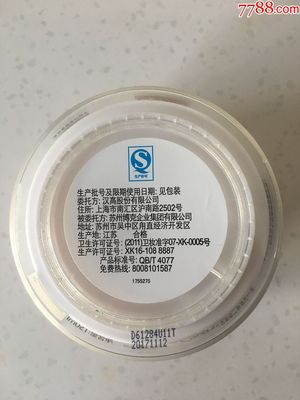 7788.com
生产许可
生产批号及限期使用日期: 见包装
委托方: 汉高股份有限公司
住所: 上海市南汇区沪南路2502号
被委托方: 苏州博克企业集团有限公司
地址: 苏州市吴中区甪直经济开发区
产地: 江苏 合格
卫生许可证号: (2011)卫妆准字07-XK-0005号
生产许可证号: XK16-108 8887
产品标准号: QB/T 4077
免费热线: 8008101587
1755275
D61284U11T
20171112